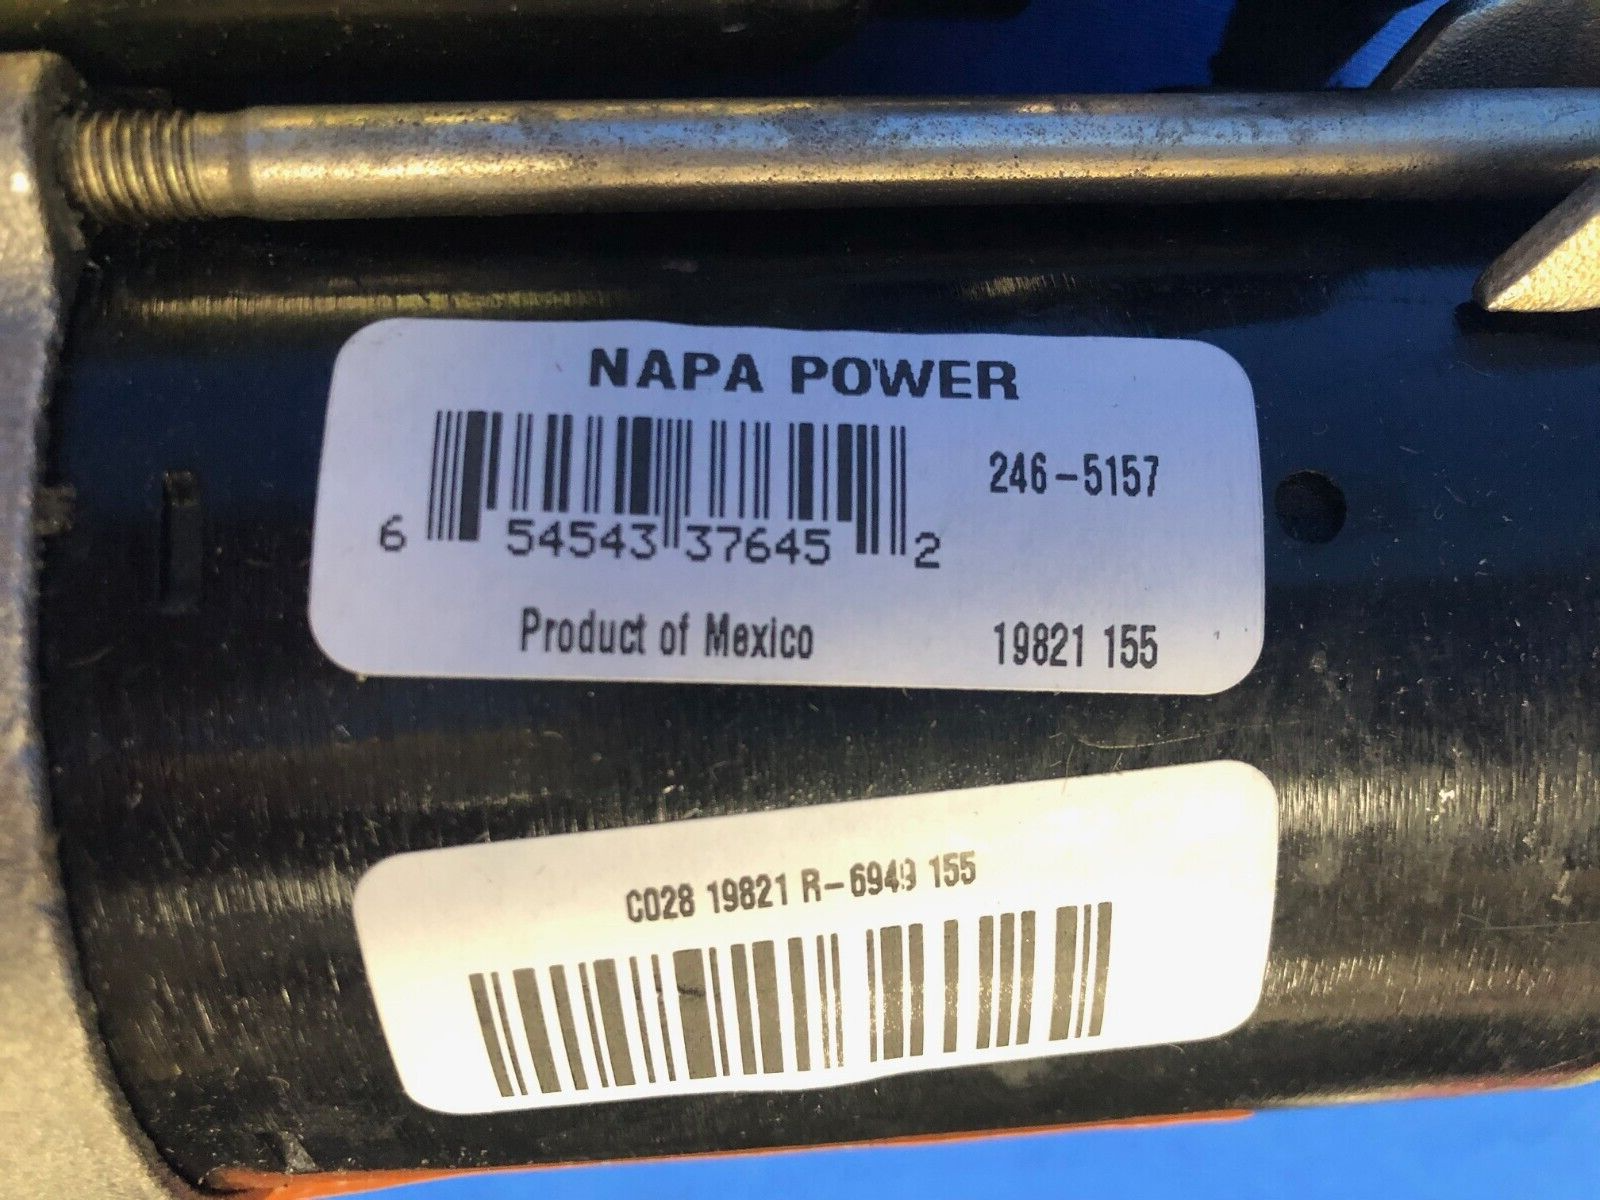 NAPA POWER
246-5157
6 54543 37645 2
Product of Mexico 19821 155
C028 19821 R-6949 155